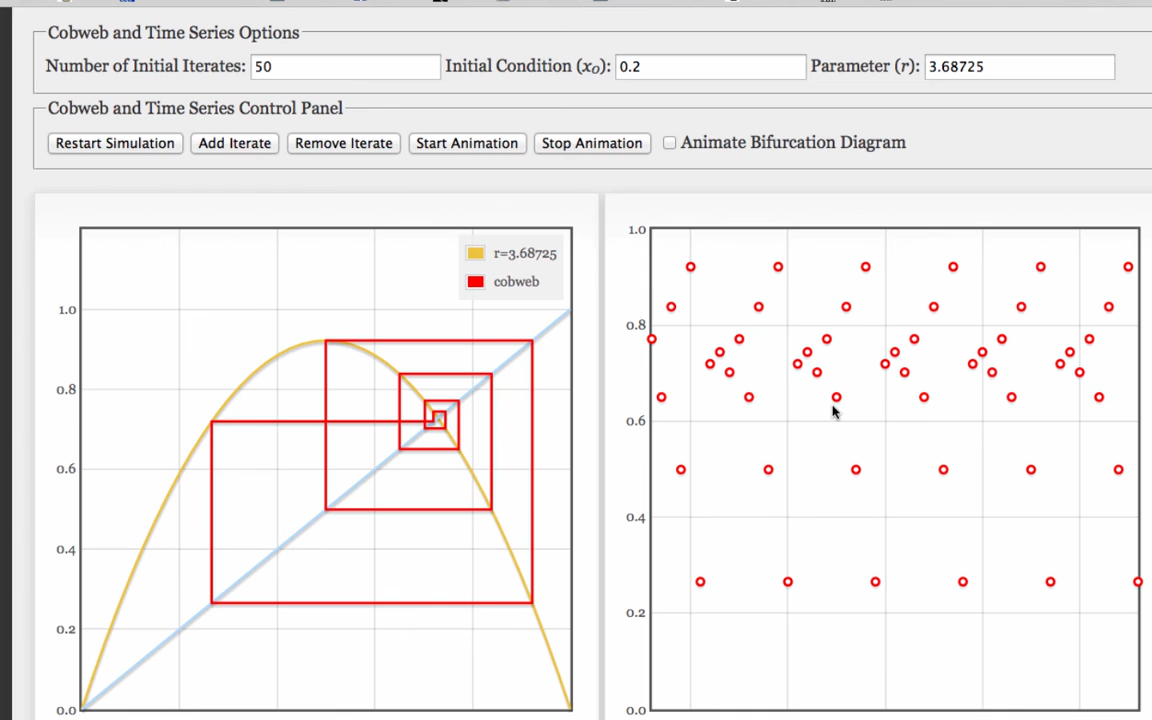 Cobweb and Time Series Options
Number of Initial Iterates: 50 Initial Condition (xo): 0.2 Parameter (r): 3.68725
Cobweb and Time Series Control Panel
Restart Simulation Add Iterate Remove Iterate Start Animation Stop Animation Animate Bifurcation Diagram
r=3.68725
cobweb
1.0
0.8
0.6
0.4
0.2
0.0
1.0
0.8
0.6
0.4
0.2
0.0